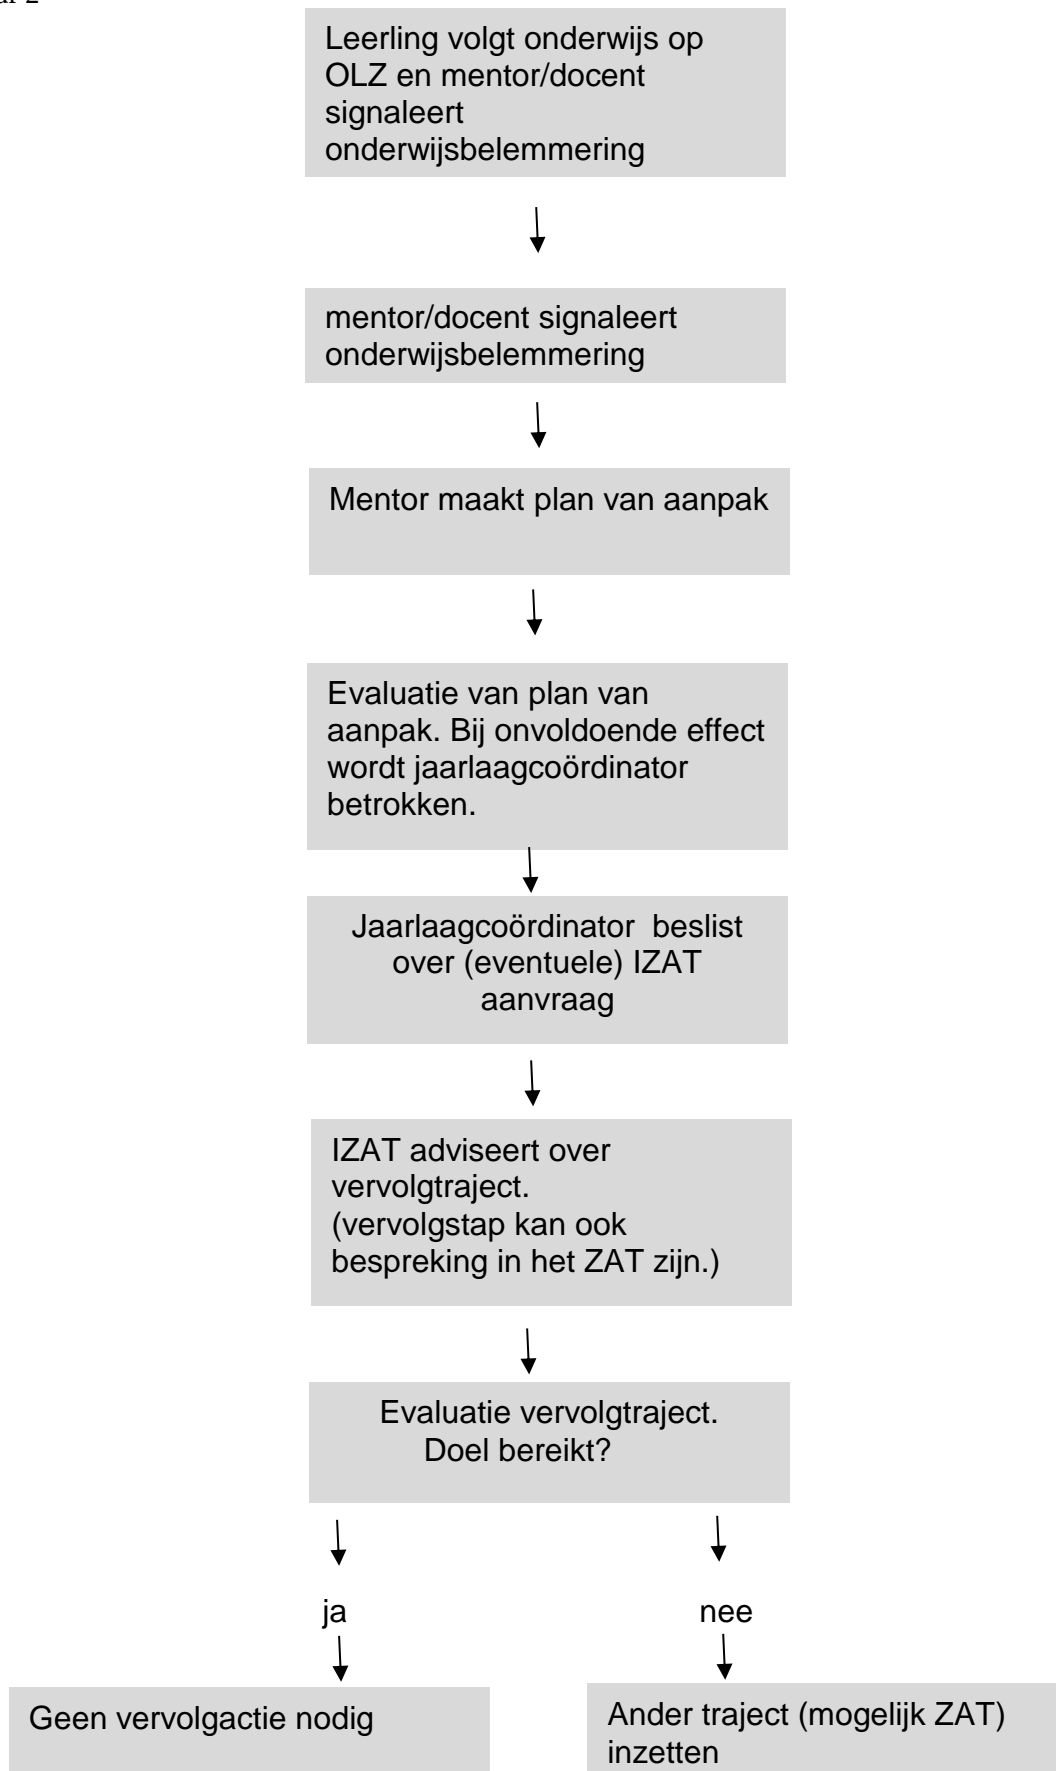 Leerling volgt onderwijs op
OLZ en mentor/docent
signaleert
onderwijsbelemmering
mentor/docent signaleert
onderwijsbelemmering
Mentor maakt plan van aanpak
Evaluatie van plan van
aanpak. Bij onvoldoende effect
wordt jaarlaagcoördinator
betrokken.
Jaarlaagcoördinator beslist
over (eventuele) IZAT
aanvraag
IZAT adviseert over
vervolgtraject.
(vervolgstap kan ook
bespreking in het ZAT zijn.)
Evaluatie vervolgtraject.
Doel bereikt?
ja
nee
Geen vervolgactie nodig
Ander traject (mogelijk ZAT)
inzetten